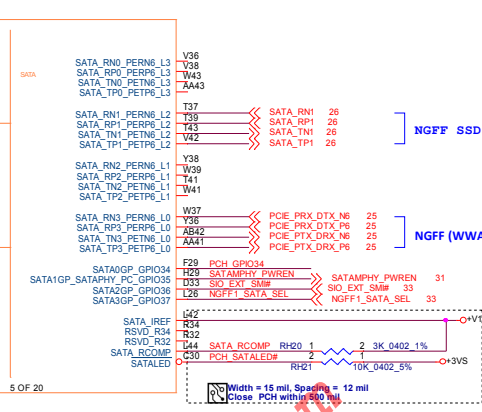 SATA
SATA_RN0_PERN6_L3 V36
SATA_RP0_PERP6_L3 V38
SATA_TN0_PETN6_L3 W43
SATA_TP0_PETP6_L3 AA43
SATA_RN1_PERN6_L2 T37 SATA_RN1 26
SATA_RP1_PERP6_L2 T39 SATA_RP1 26
SATA_TN1_PETN6_L2 T43 SATA_TN1 26
SATA_TP1_PETP6_L2 V42 SATA_TP1 26
NGFF SSD
SATA_RN2_PERN6_L1 Y38
SATA_RP2_PERP6_L1 W39
SATA_TN2_PETN6_L1 T41
SATA_TP2_PETP6_L1 W41
SATA_RN3_PERN6_L0 W37 PCIE_PRX_DTX_N6 25
SATA_RP3_PERP6_L0 Y36 PCIE_PRX_DTX_P6 25
SATA_TN3_PETN6_L0 AB42 PCIE_PTX_DRX_N6 25
SATA_TP3_PETP6_L0 AA41 PCIE_PTX_DRX_P6 25
NGFF (WWA
SATA0GP_GPIO34 F29 PCH_GPIO34
SATA1GP_SATAPHY_PC_GPIO35 H29 SATAMPHY_PWREN SATAMPHY_PWREN 31
SATA2GP_GPIO36 D33 SIO_EXT_SMI# SIO_EXT_SMI# 33
SATA3GP_GPIO37 L26 NGFF1_SATA_SEL NGFF1_SATA_SEL 33
SATA_IREF L42 +V1
RSVD_R34 R34
RSVD_R32 R32
SATA_RCOMP L44 SATA_RCOMP RH20 1 2 3K_0402_1%
SATALED G30 PCH_SATALED# 2 1 +3VS
RH21 10K_0402_5%
5 OF 20
Width = 15 mil, Spacing = 12 mil
Close PCH within 500 mil